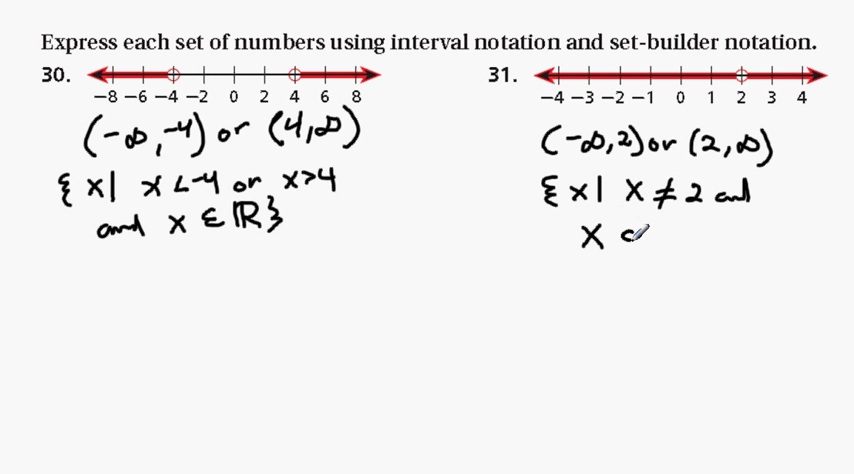 Express each set of numbers using interval notation and set-builder notation.
30.
−8 −6 −4 −2 0 2 4 6 8
(-∞,-4) or (4,∞)
{ x | x < -4 or x > 4
and x ∈ ℝ }
31.
−4 −3 −2 −1 0 1 2 3 4
(-∞,2) or (2,∞)
{ x | x ≠ 2 and
x